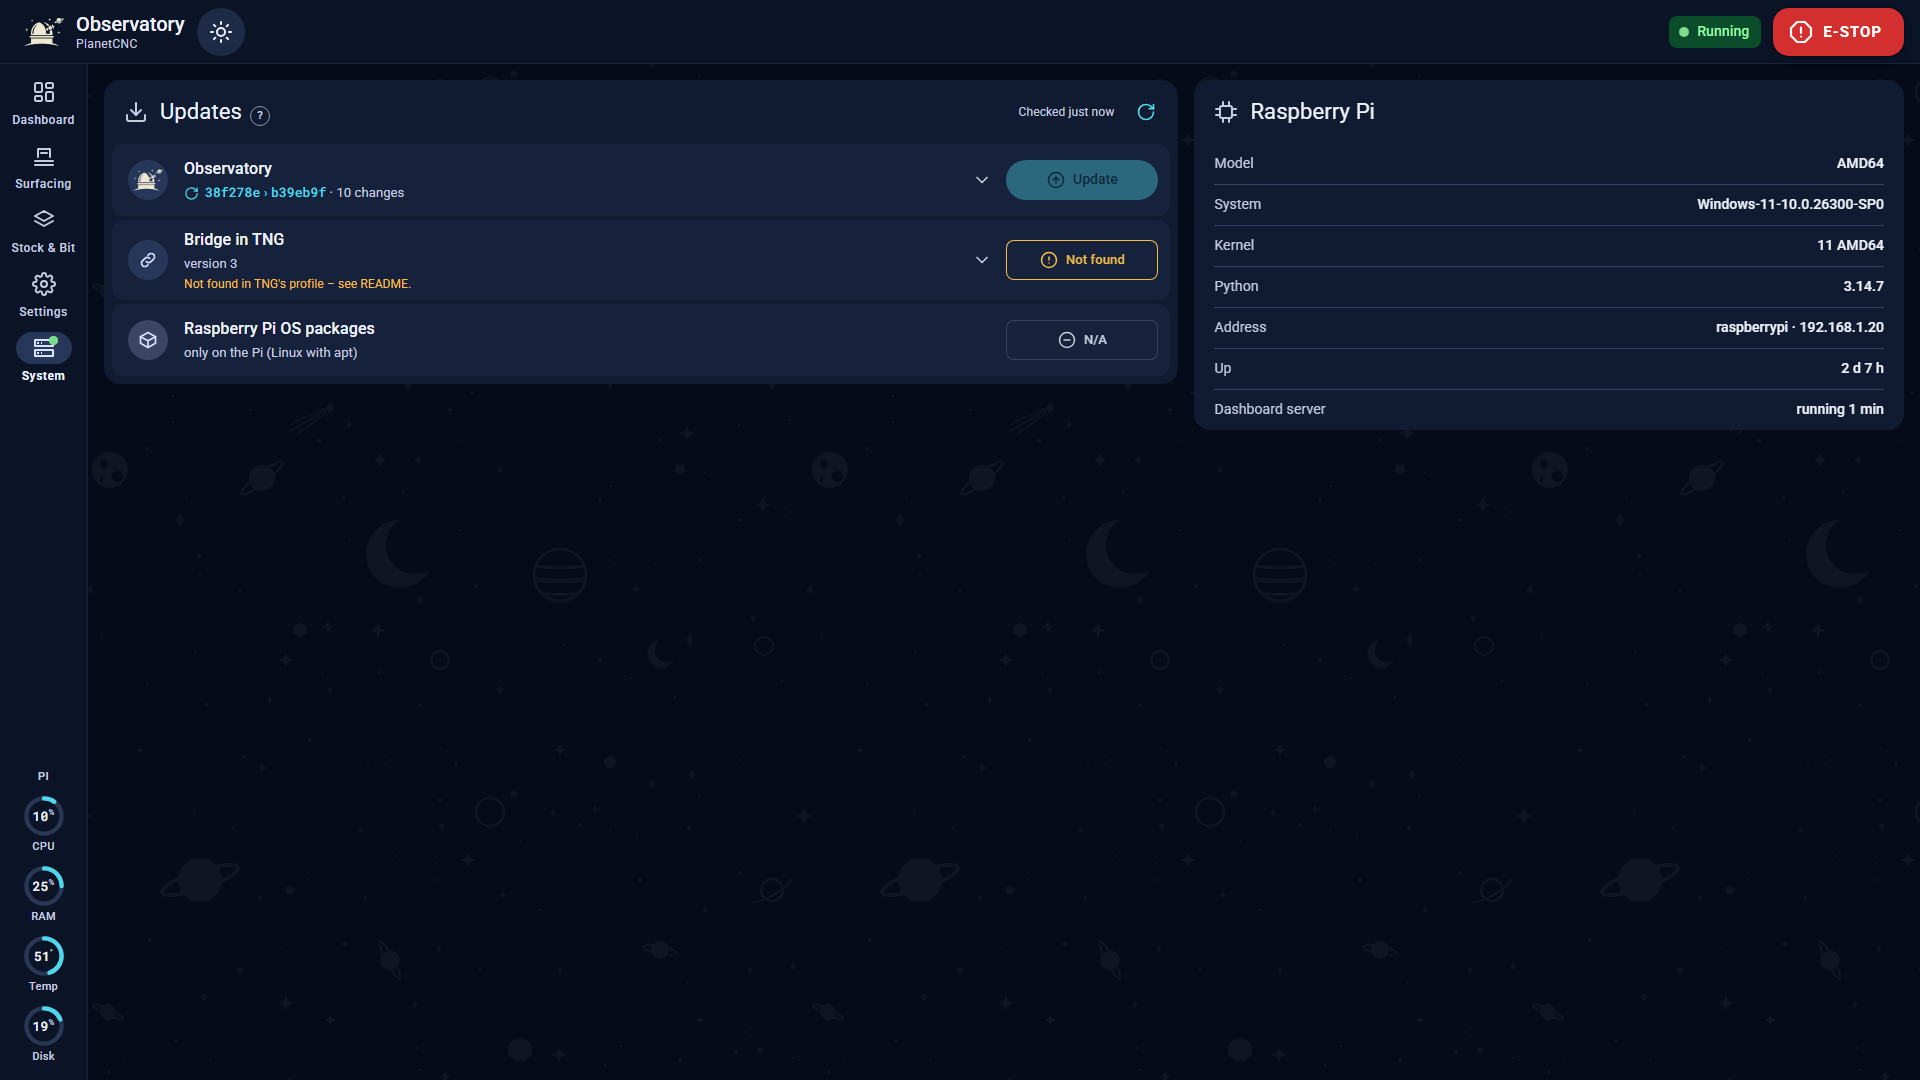 Observatory
PlanetCNC
Running
E-STOP
Dashboard
Surfacing
Stock & Bit
Settings
System
PI
10%
CPU
25%
RAM
51°
Temp
19%
Disk
Updates ?
Checked just now
Observatory
38f278e › b39eb9f · 10 changes
Update
Bridge in TNG
version 3
Not found in TNG's profile – see README.
Not found
Raspberry Pi OS packages
only on the Pi (Linux with apt)
N/A
Raspberry Pi
Model AMD64
System Windows-11-10.0.26300-SP0
Kernel 11 AMD64
Python 3.14.7
Address raspberrypi · 192.168.1.20
Up 2 d 7 h
Dashboard server running 1 min